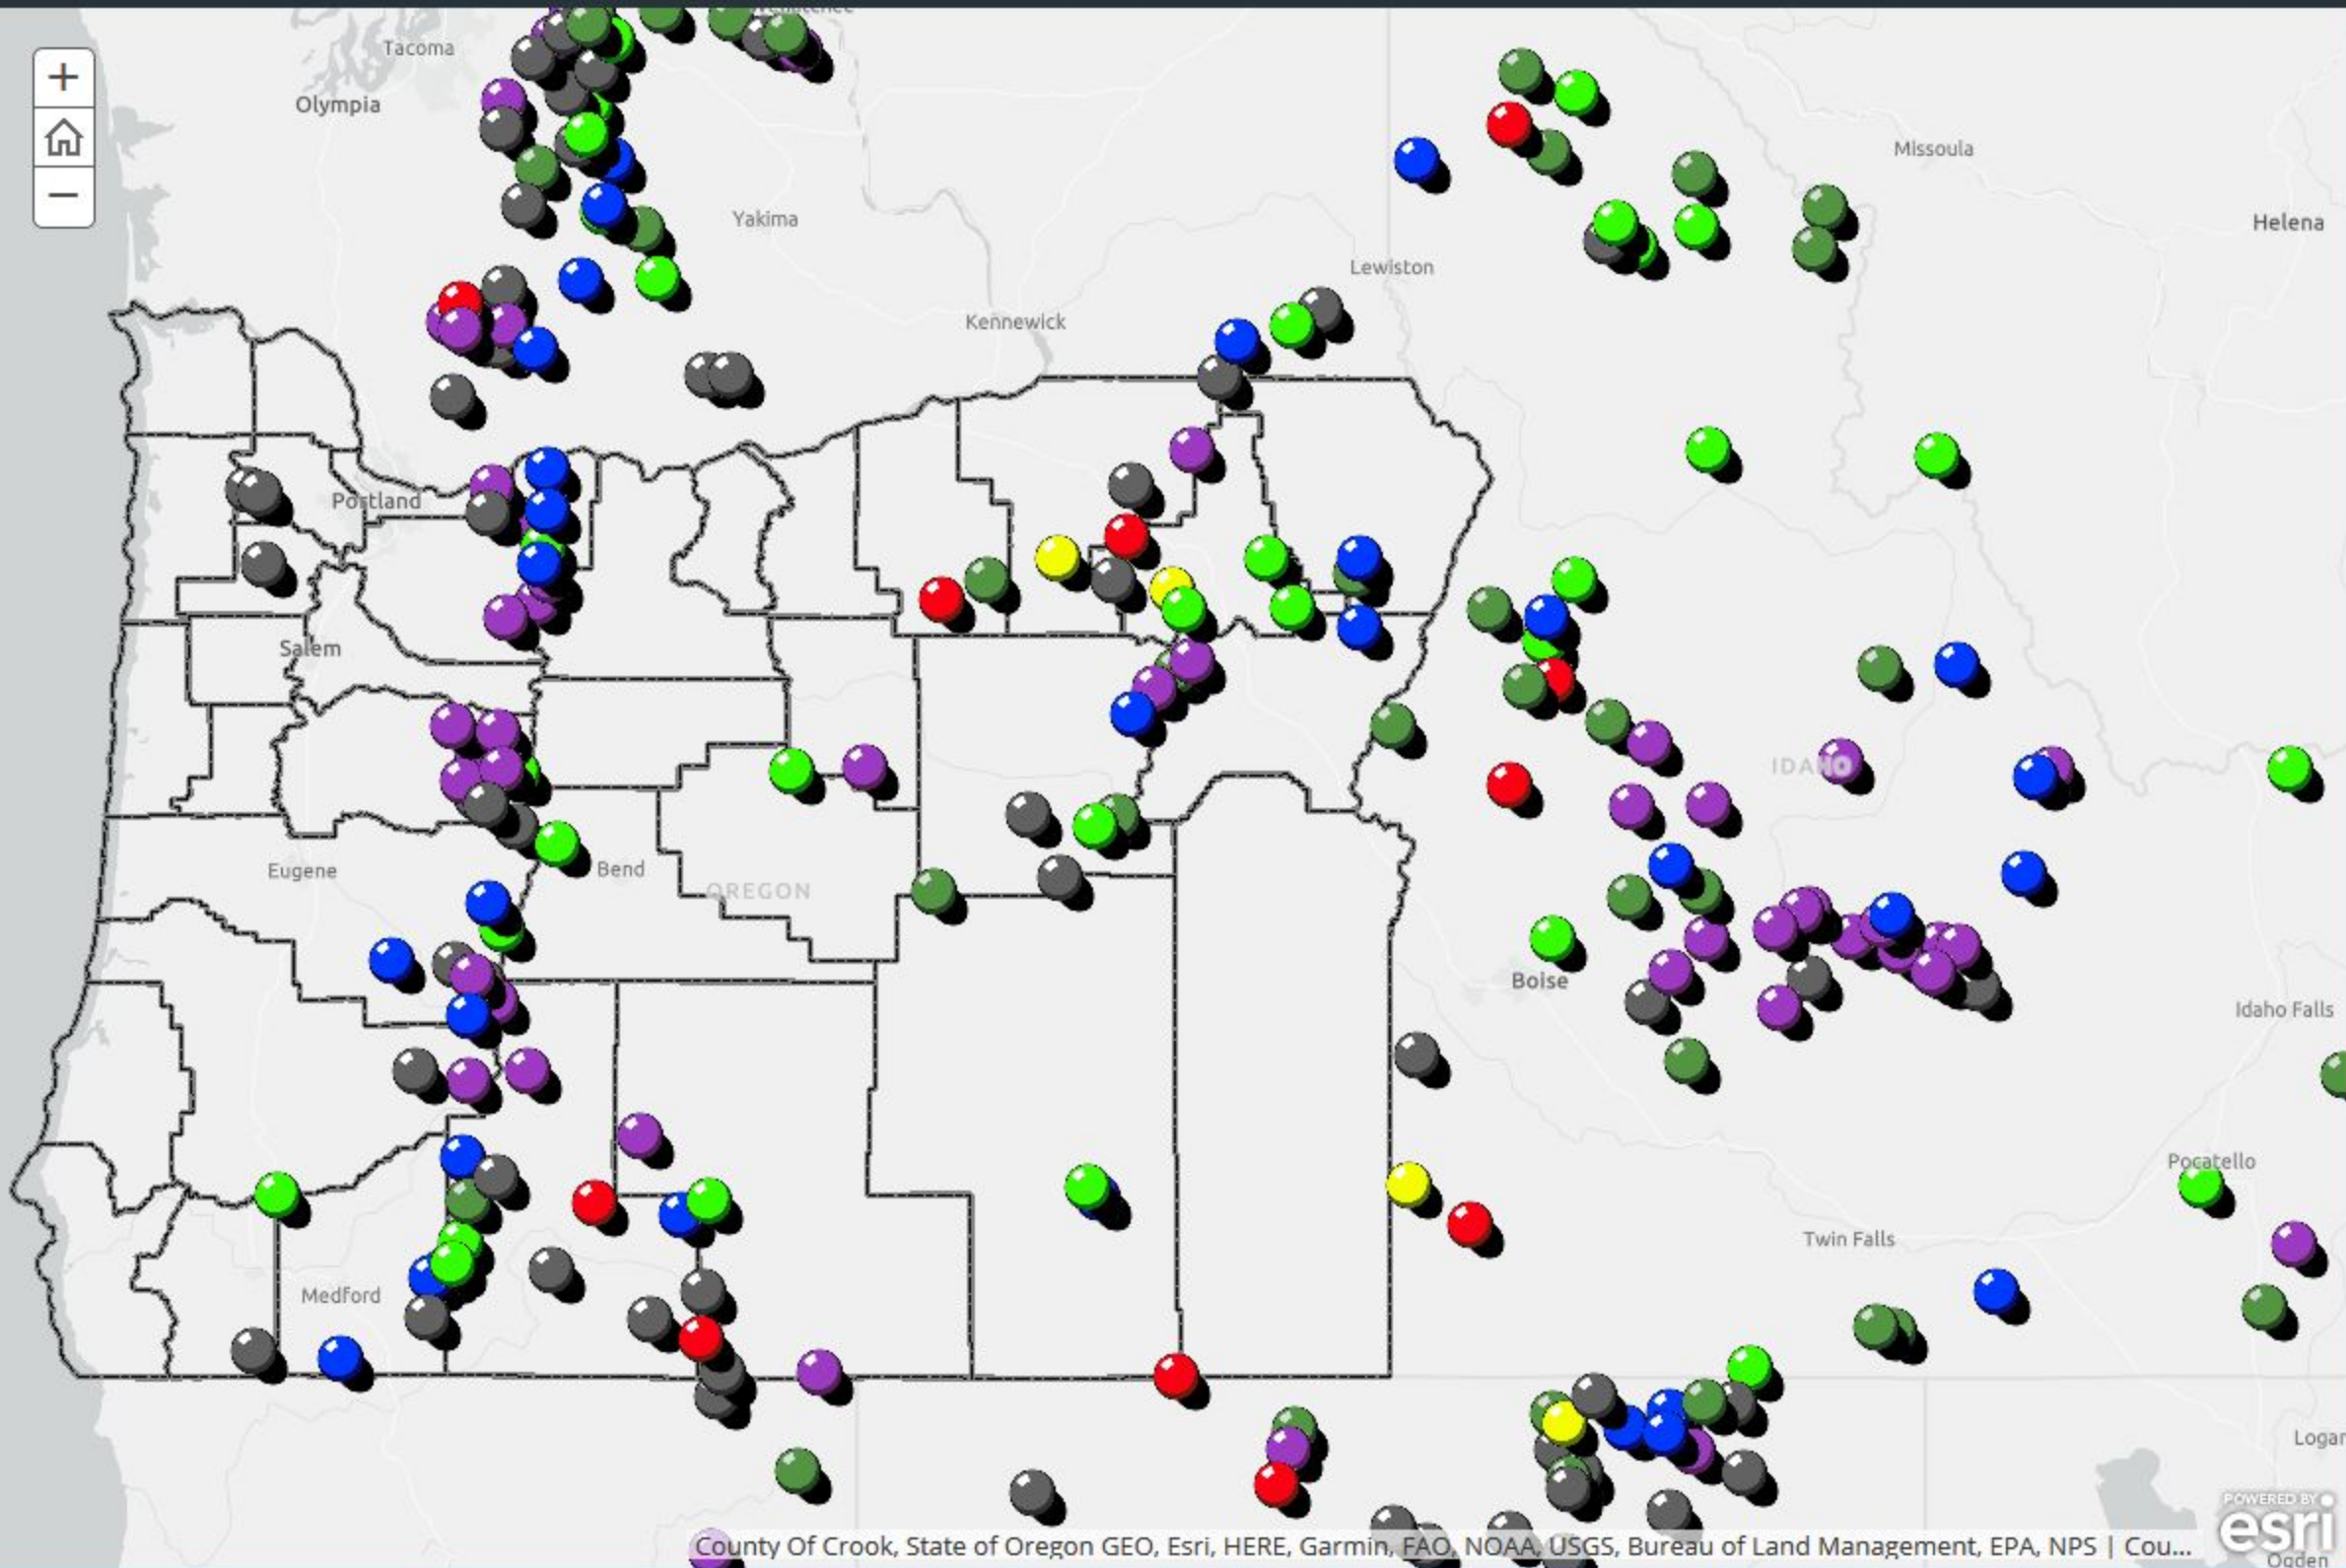 Tacoma
Olympia
Missoula
Yakima
Helena
Lewiston
Kennewick
Portland
Salem
IDAHO
Eugene
Bend
OREGON
Boise
Idaho Falls
Pocatello
Twin Falls
Medford
Logan
POWERED BY
esri
County Of Crook, State of Oregon GEO, Esri, HERE, Garmin, FAO, NOAA, USGS, Bureau of Land Management, EPA, NPS | Cou...
Ogden